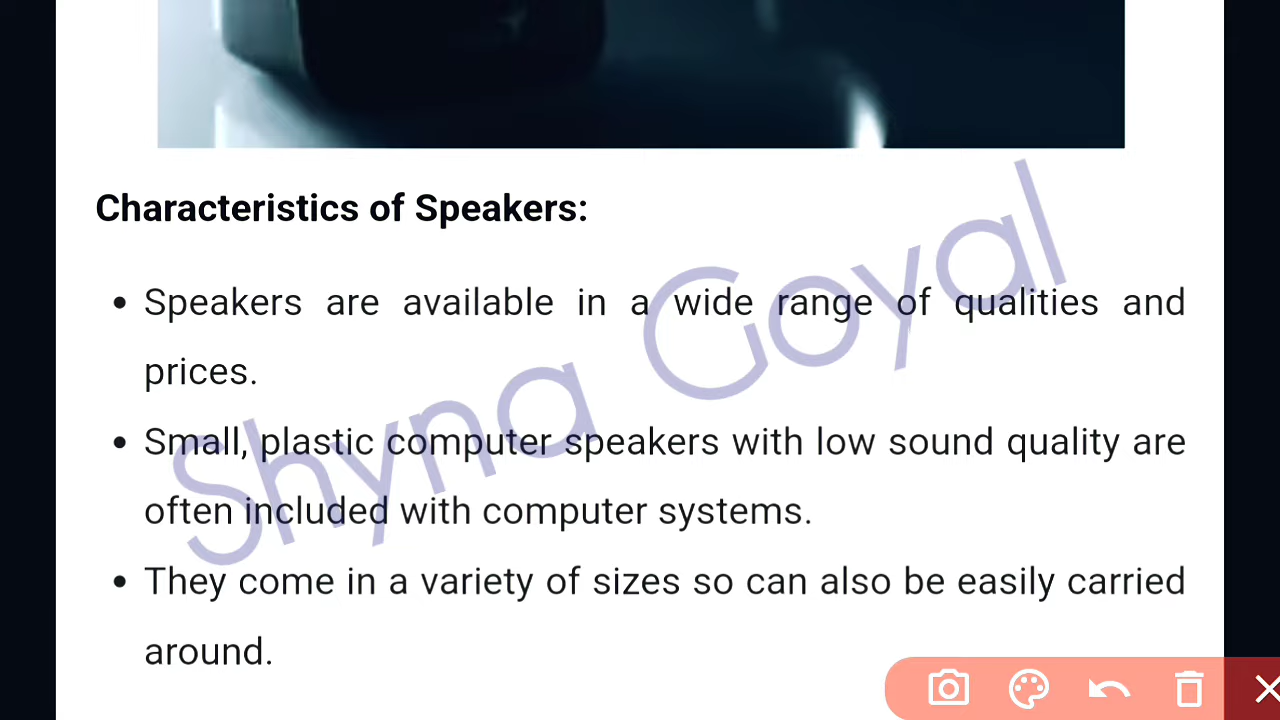 Characteristics of Speakers:
• Speakers are available in a wide range of qualities and
prices.
• Small, plastic computer speakers with low sound quality are
often included with computer systems.
• They come in a variety of sizes so can also be easily carried
around.
Shyna Goyal